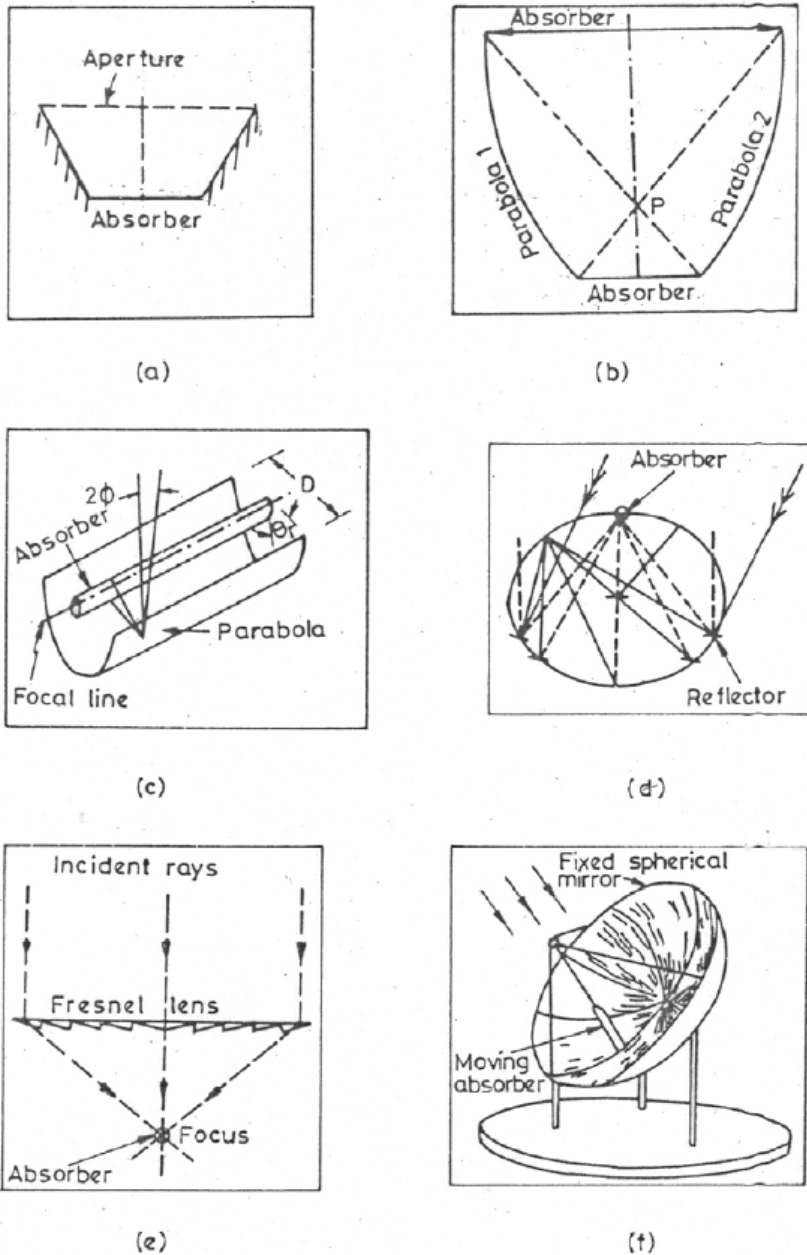 Aperture
Absorber
(a)
Absorber
Parabola 1
Parabola 2
P
Absorber
(b)
2ϕ
D
Absorber
θr
Parabola
Focal line
(c)
Absorber
Reflector
(d)
Incident rays
Fresnel lens
Focus
Absorber
(e)
Fixed spherical
mirror
Moving
absorber
(f)